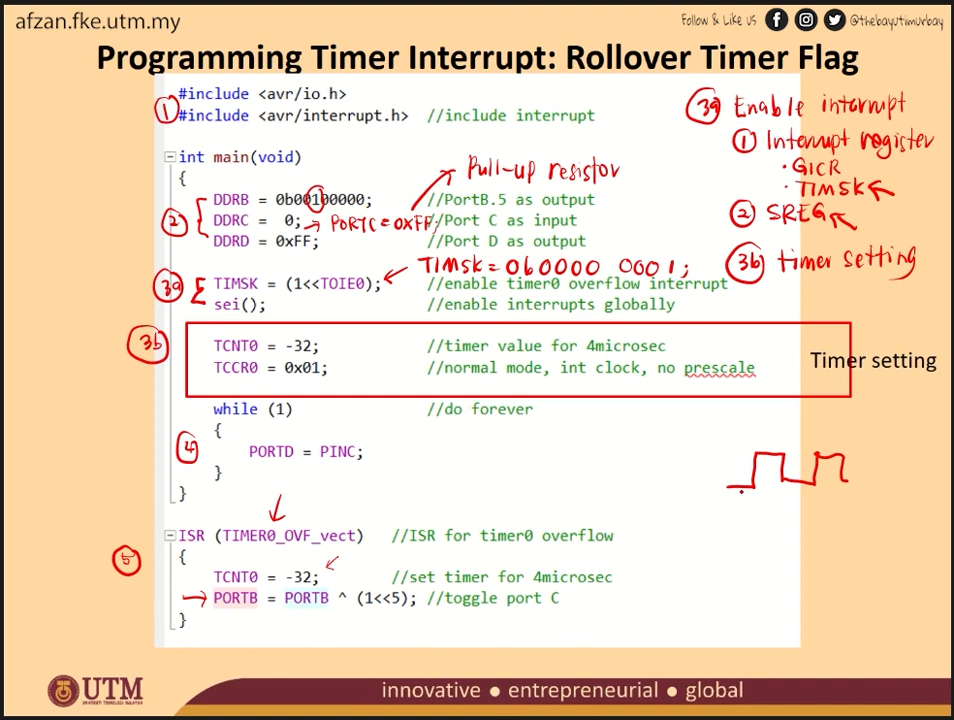 afzan.fke.utm.my
Follow & Like us @thebayutimurbay
Programming Timer Interrupt: Rollover Timer Flag
① #include <avr/io.h>
#include <avr/interrupt.h> //include interrupt
int main(void)
{
Pull-up resistor
② DDRB = 0b00100000; //PortB.5 as output
DDRC = 0; → PORTC = 0xFF; //Port C as input
DDRD = 0xFF; //Port D as output
TIMSK = 0b0000 0001;
3a TIMSK = (1<<TOIE0); //enable timer0 overflow interrupt
sei(); //enable interrupts globally
3b TCNT0 = -32; //timer value for 4microsec
TCCR0 = 0x01; //normal mode, int clock, no prescale
Timer setting
while (1) //do forever
{
④ PORTD = PINC;
}
}
⑤ ISR (TIMER0_OVF_vect) //ISR for timer0 overflow
{
TCNT0 = -32; //set timer for 4microsec
PORTB = PORTB ^ (1<<5); //toggle port C
}
3a Enable interrupt
① Interrupt register
· GICR
· TIMSK
② SREG
3b timer setting
UTM
UNIVERSITI TEKNOLOGI MALAYSIA
innovative ● entrepreneurial ● global